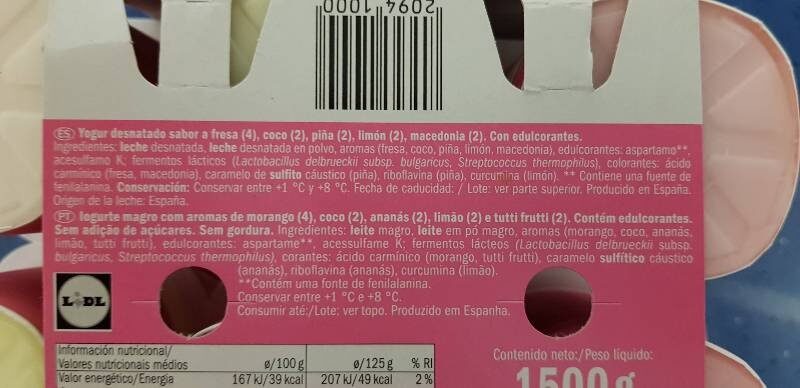 2094 1000
ES Yogur desnatado sabor a fresa (4), coco (2), piña (2), limón (2), macedonia (2). Con edulcorantes.
Ingredientes: leche desnatada, leche desnatada en polvo, aromas (fresa, coco, piña, limón, macedonia), edulcorantes: aspartamo**,
acesulfamo K; fermentos lácticos (Lactobacillus delbrueckii subsp. bulgaricus, Streptococcus thermophilus), colorantes: ácido
carmínico (fresa, macedonia), caramelo de sulfito cáustico (piña), riboflavina (piña), curcumina (limón). ** Contiene una fuente de
fenilalanina. Conservación: Conservar entre +1 °C y +8 °C. Fecha de caducidad: / Lote: ver parte superior. Producido en España.
Origen de la leche: España.
PT Iogurte magro com aromas de morango (4), coco (2), ananás (2), limão (2) e tutti frutti (2). Contém edulcorantes.
Sem adição de açúcares. Sem gordura. Ingredientes: leite magro, leite em pó magro, aromas (morango, coco, ananás,
limão, tutti frutti), edulcorantes: aspartame**, acessulfame K; fermentos lácteos (Lactobacillus delbrueckii subsp.
bulgaricus, Streptococcus thermophilus), corantes: ácido carmínico (morango, tutti frutti), caramelo sulfítico cáustico
(ananás), riboflavina (ananás), curcumina (limão).
**Contém uma fonte de fenilalanina.
Conservar entre +1 °C e +8 °C.
Consumir até:/Lote: ver topo. Produzido em Espanha.
LIDL
Información nutricional/
Valores nutricionais médios ø/100 g ø/125 g % RI
Valor energético/Energia 167 kJ/39 kcal 207 kJ/49 kcal 2 %
Contenido neto:/Peso líquido:
1500 g